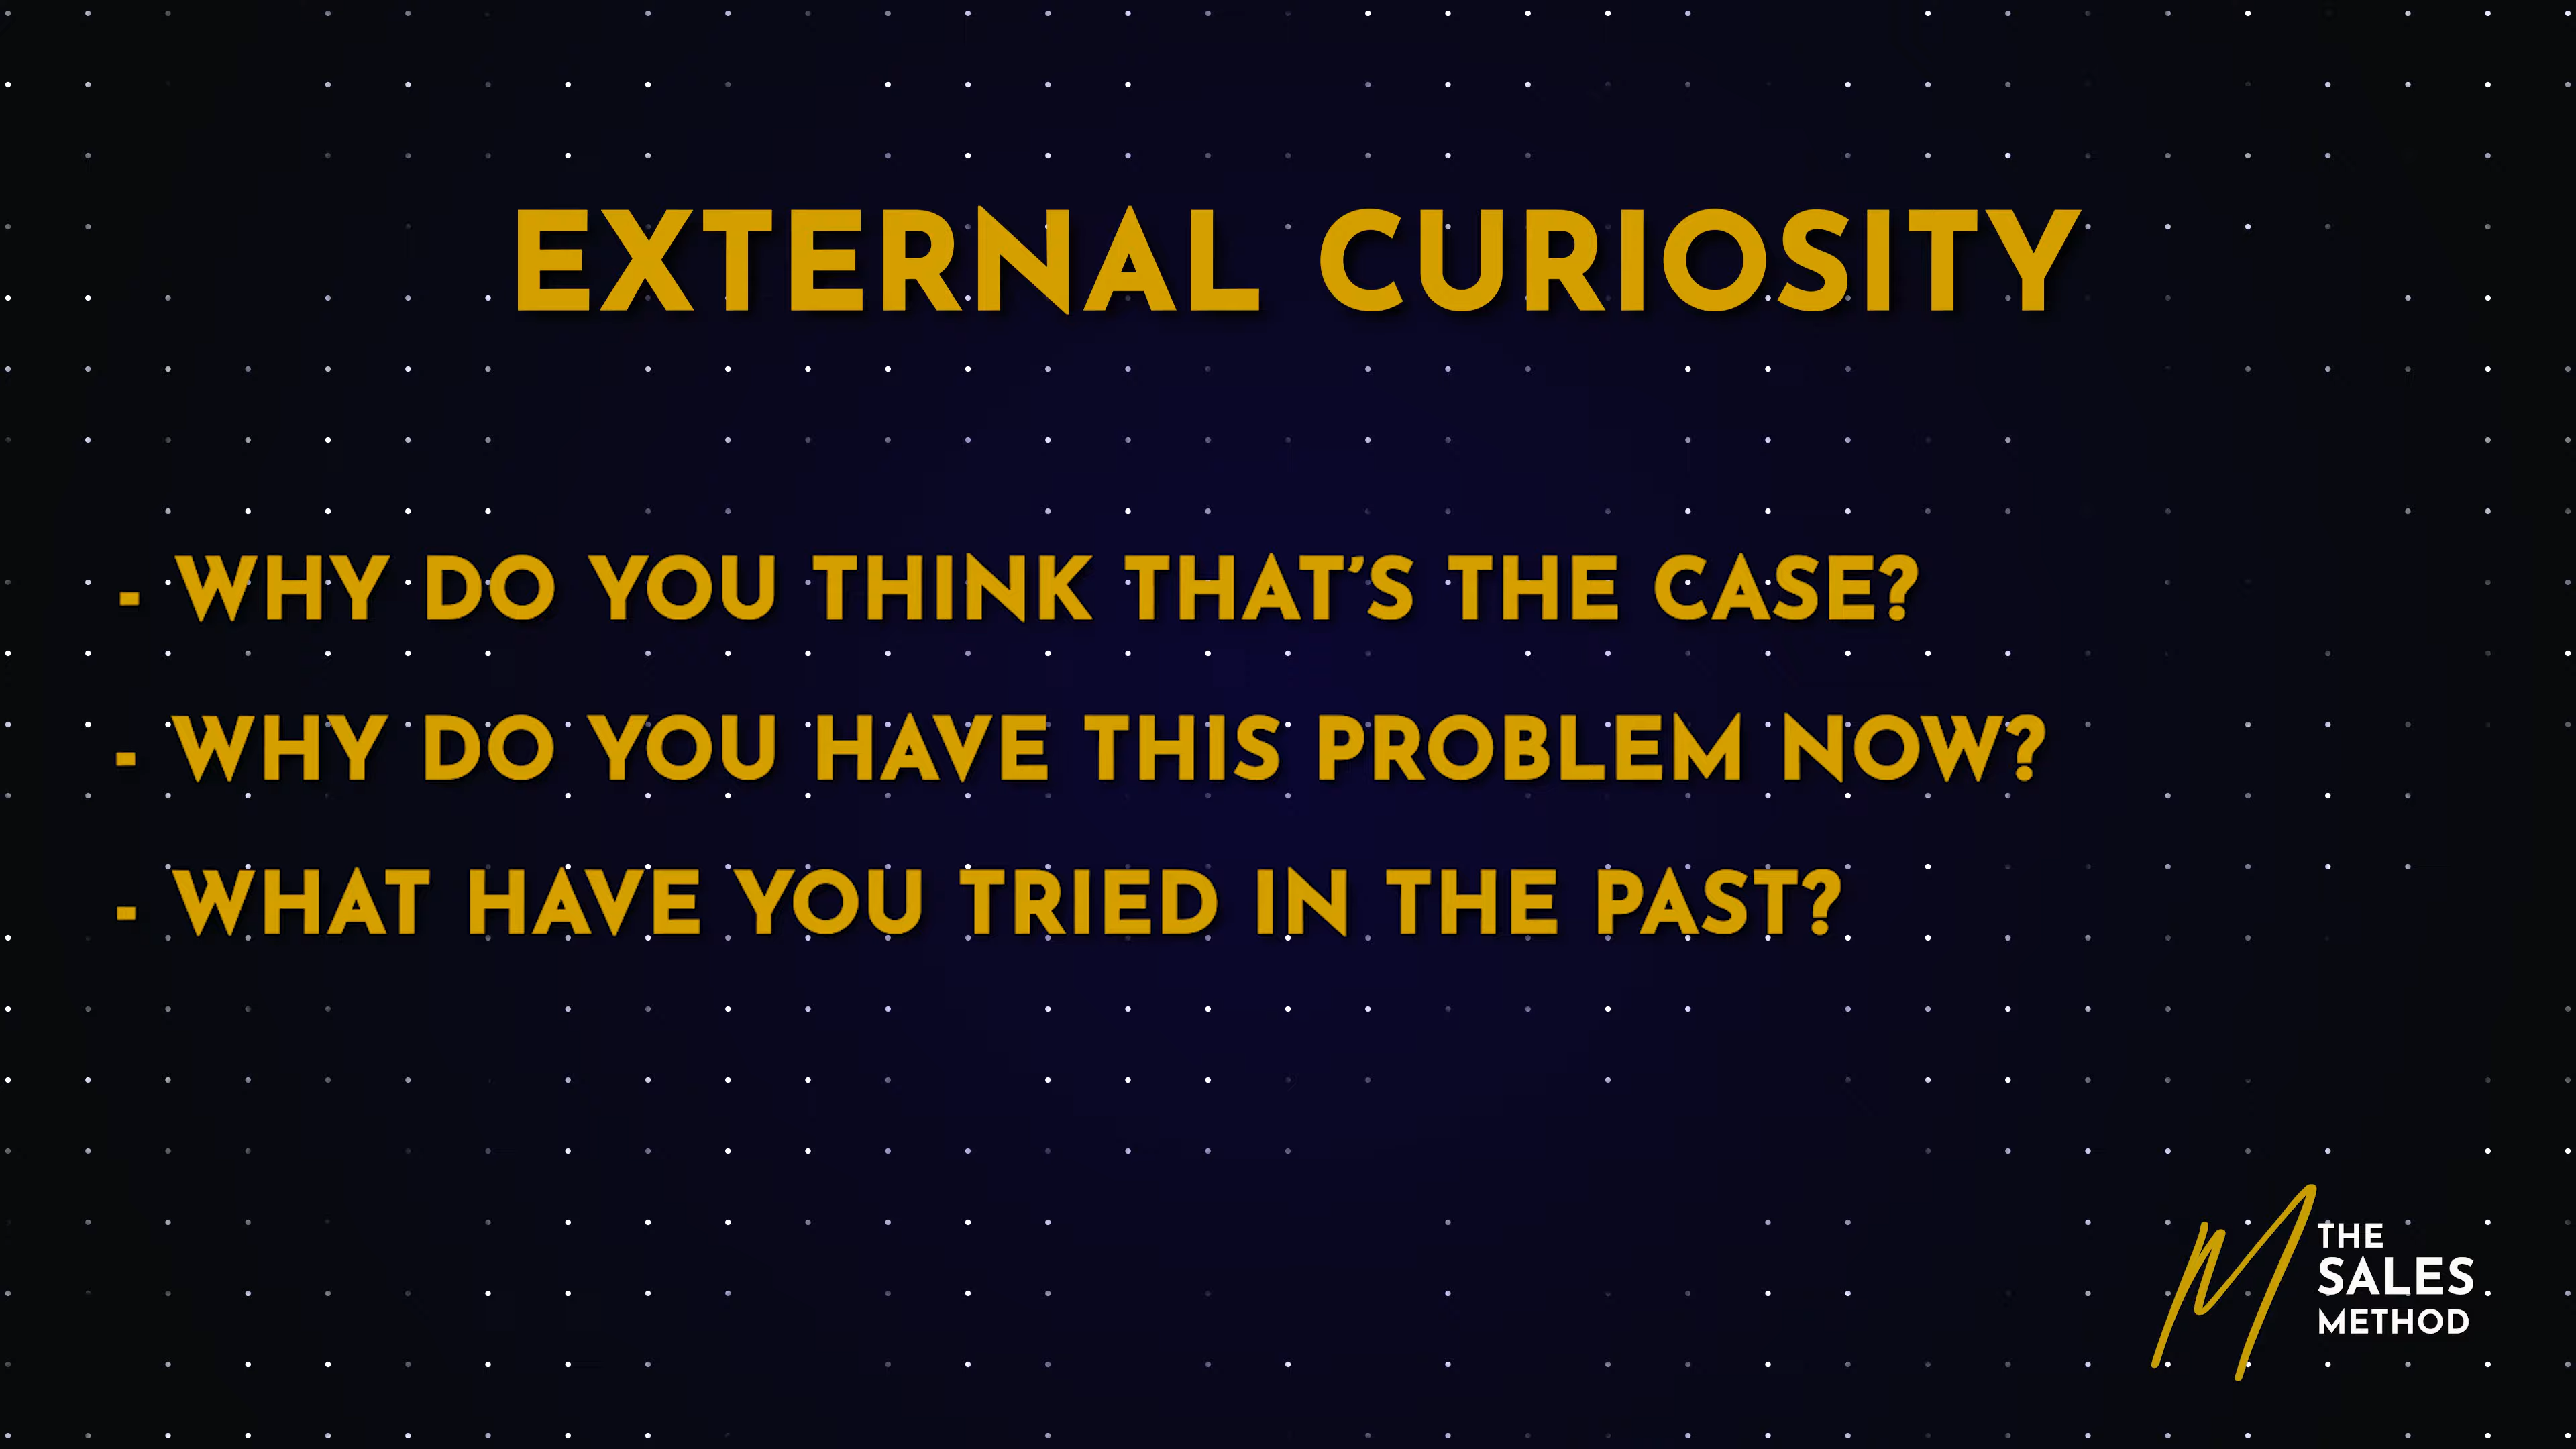 EXTERNAL CURIOSITY
- WHY DO YOU THINK THAT’S THE CASE?
- WHY DO YOU HAVE THIS PROBLEM NOW?
- WHAT HAVE YOU TRIED IN THE PAST?
M
THE
SALES
METHOD